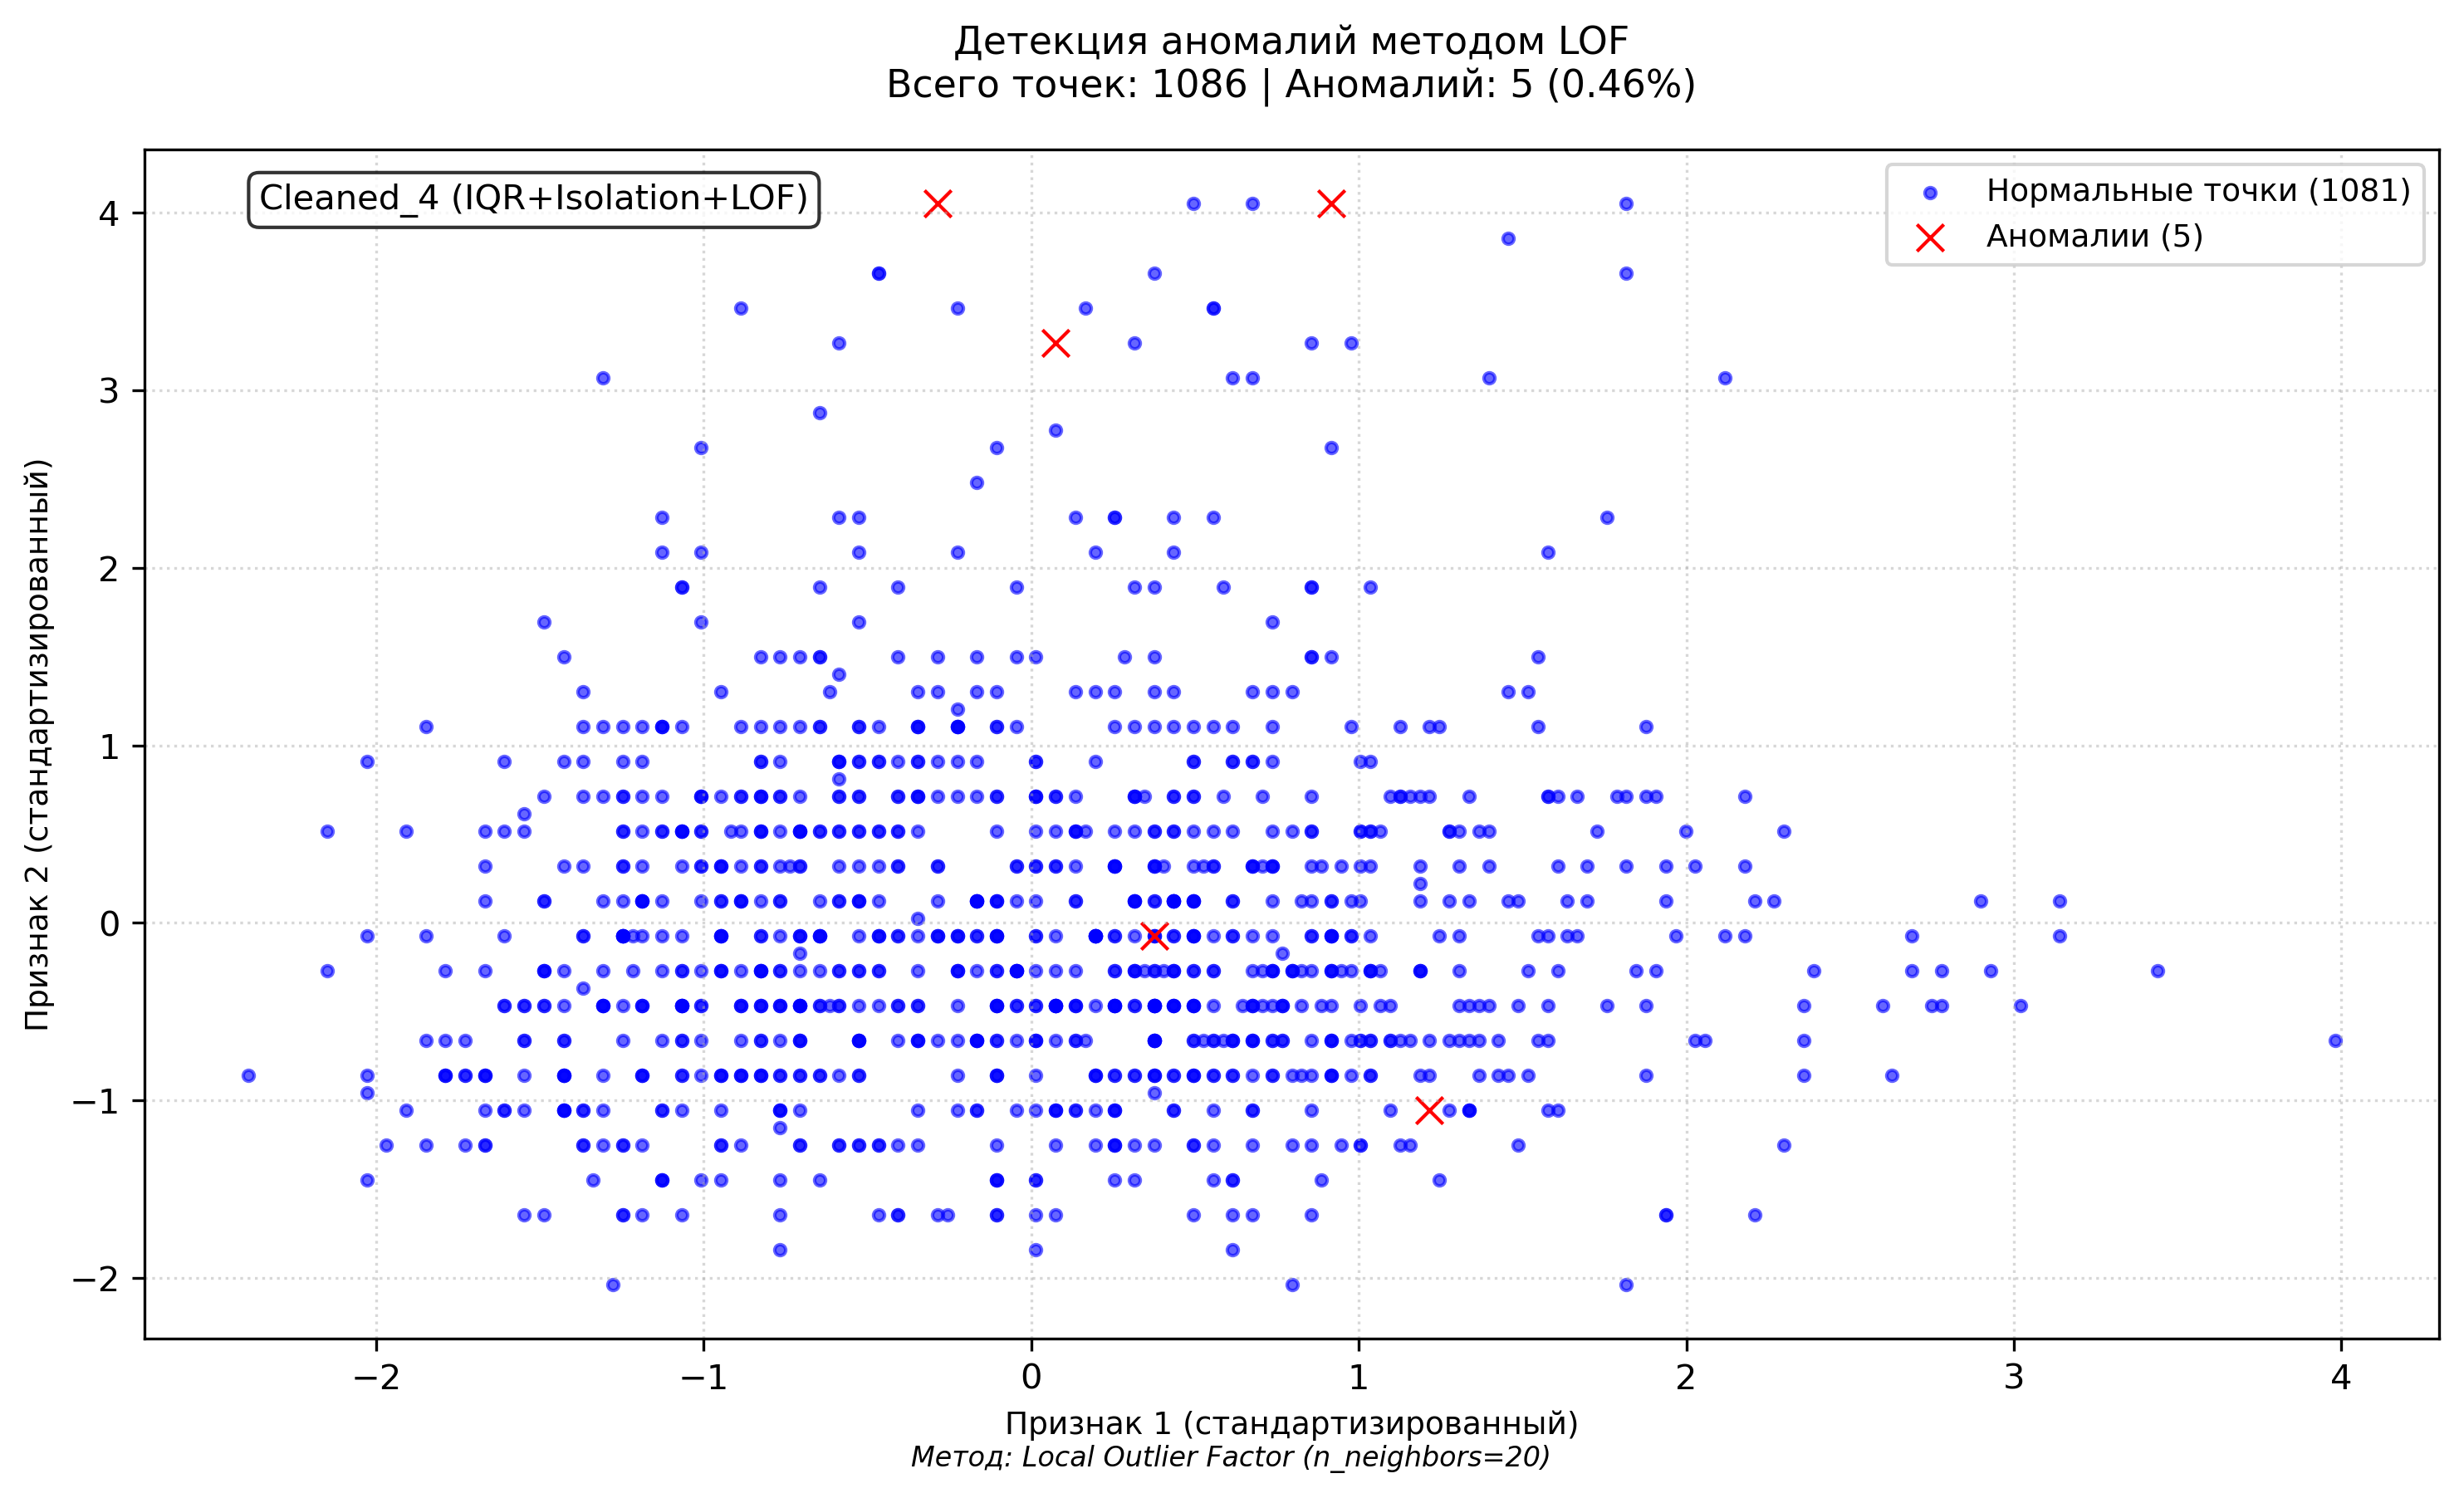 Детекция аномалий методом LOF
Всего точек: 1086 | Аномалий: 5 (0.46%)
Cleaned_4 (IQR+Isolation+LOF)
Нормальные точки (1081)
Аномалии (5)
Признак 2 (стандартизированный)
4
3
2
1
0
−1
−2
−2
−1
0
1
2
3
4
Признак 1 (стандартизированный)
Метод: Local Outlier Factor (n_neighbors=20)